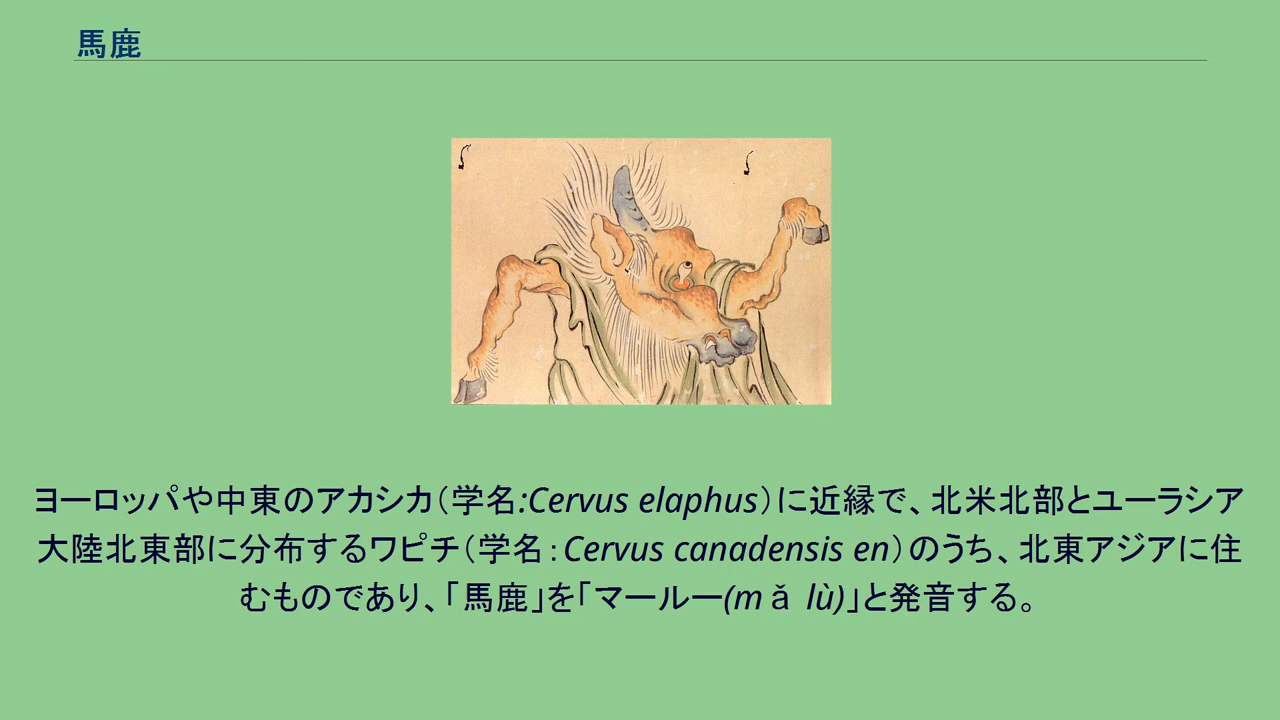 馬鹿
ヨーロッパや中東のアカシカ（学名:Cervus elaphus）に近縁で、北米北部とユーラシア
大陸北東部に分布するワピチ（学名：Cervus canadensis en）のうち、北東アジアに住
むものであり、「馬鹿」を「マールー(mǎ lù)」と発音する。